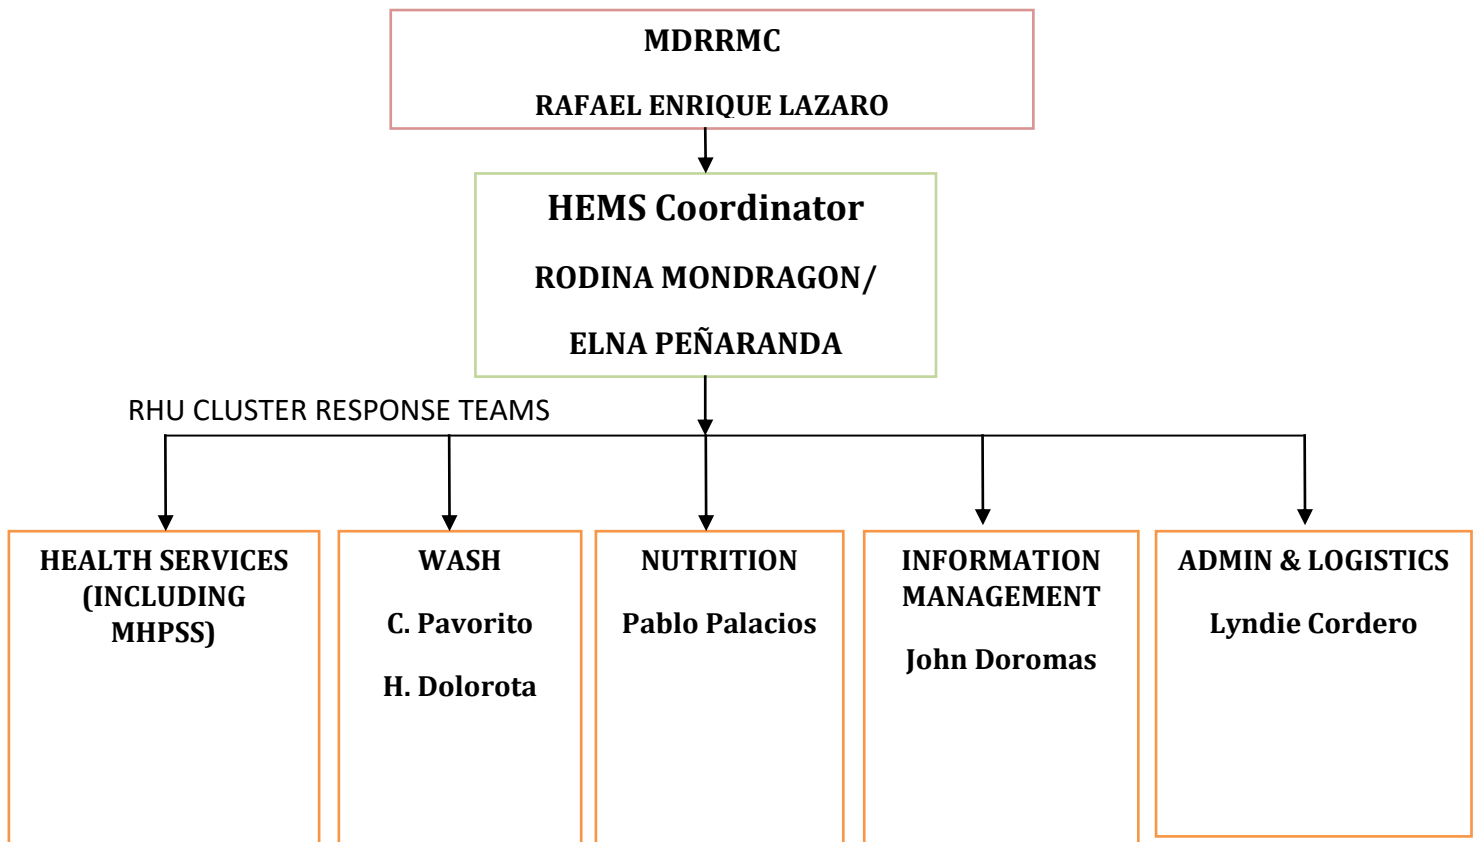 MDRRMC
RAFAEL ENRIQUE LAZARO
HEMS Coordinator
RODINA MONDRAGON/
ELNA PEÑARANDA
RHU CLUSTER RESPONSE TEAMS
HEALTH SERVICES
(INCLUDING
MHPSS)
WASH
C. Pavorito
H. Dolorota
NUTRITION
Pablo Palacios
INFORMATION
MANAGEMENT
John Doromas
ADMIN & LOGISTICS
Lyndie Cordero